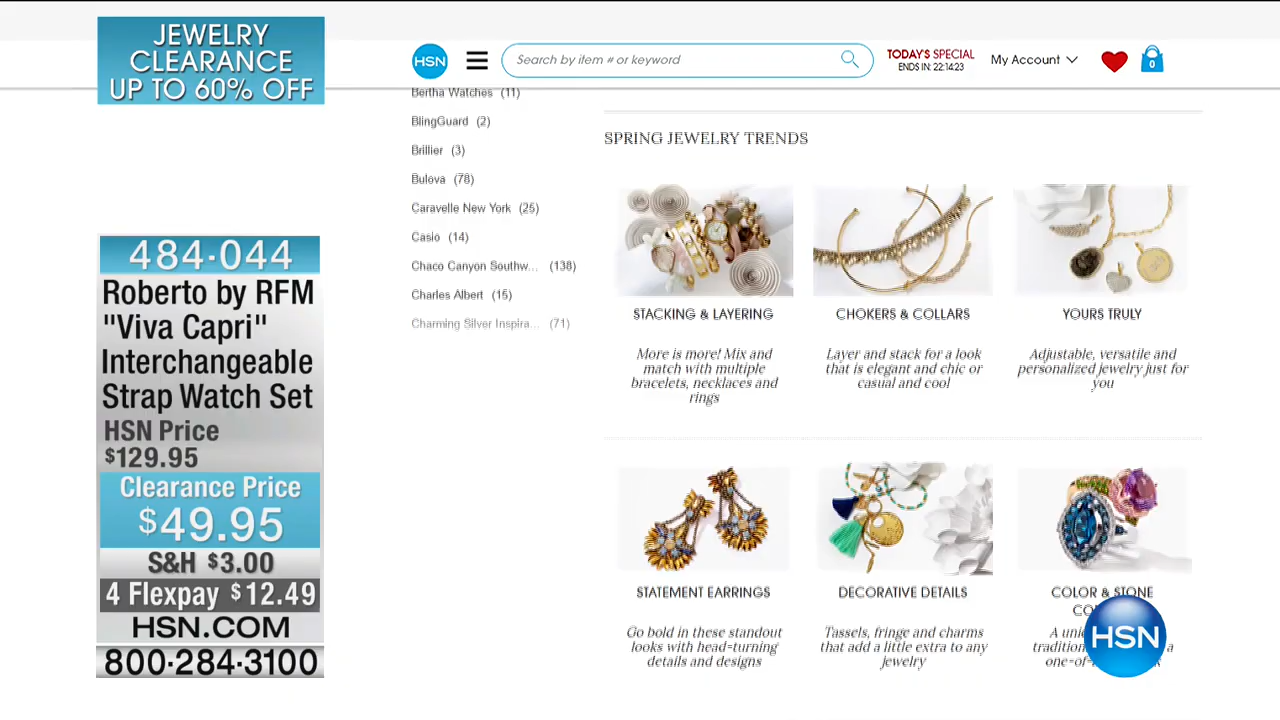 JEWELRY
CLEARANCE
UP TO 60% OFF
HSN
Search by item # or keyword
TODAY'S SPECIAL
ENDS IN: 22:14:23
My Account
0
484·044
Roberto by RFM
"Viva Capri"
Interchangeable
Strap Watch Set
HSN Price
$129.95
Clearance Price
$49.95
S&H $3.00
4 Flexpay $12.49
HSN.COM
800·284·3100
Bertha Watches (11)
BlingGuard (2)
Brillier (3)
Bulova (78)
Caravelle New York (25)
Casio (14)
Chaco Canyon Southw... (138)
Charles Albert (15)
Charming Silver Inspira... (71)
SPRING JEWELRY TRENDS
STACKING & LAYERING
More is more! Mix and
match with multiple
bracelets, necklaces and
rings
CHOKERS & COLLARS
Layer and stack for a look
that is elegant and chic or
casual and cool
YOURS TRULY
Adjustable, versatile and
personalized jewelry just for
you
STATEMENT EARRINGS
Go bold in these standout
looks with head-turning
details and designs
DECORATIVE DETAILS
Tassels, fringe and charms
that add a little extra to any
jewelry
COLOR & STONE
A
a
HSN